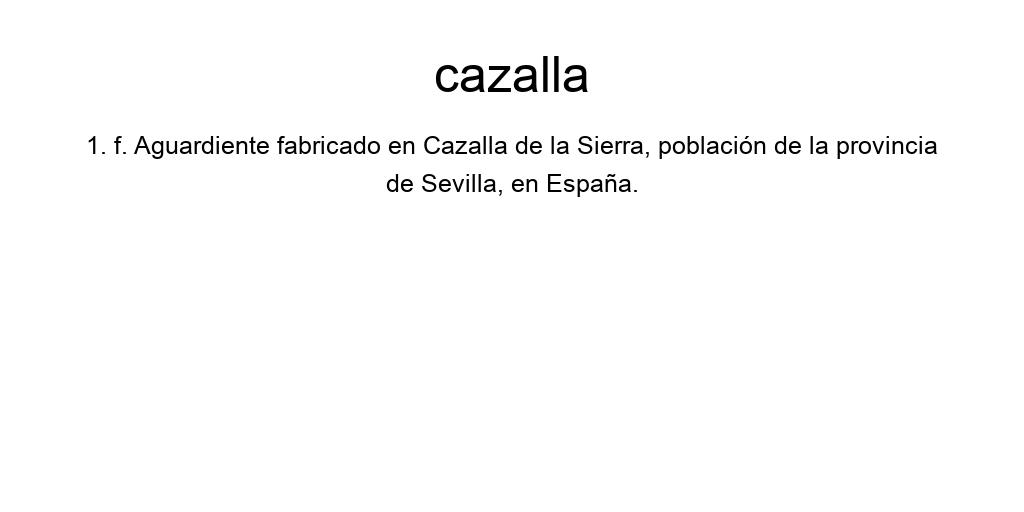 cazalla
1. f. Aguardiente fabricado en Cazalla de la Sierra, población de la provincia
de Sevilla, en España.